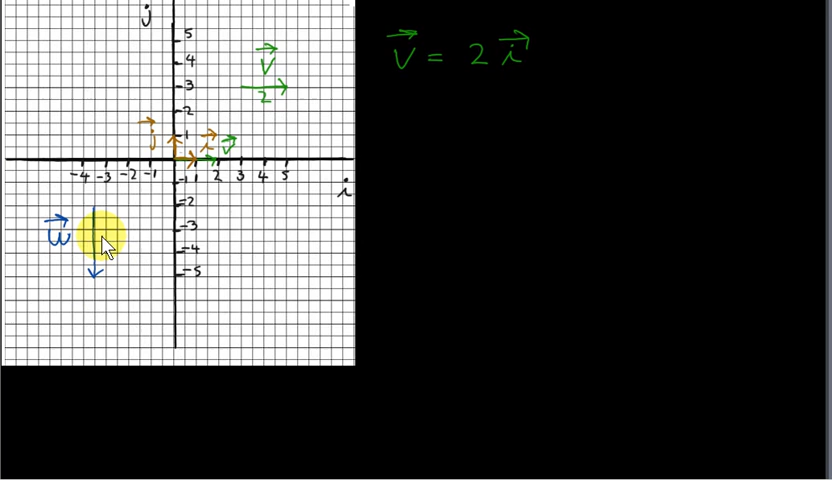 j
5
4
3
2
1
-4 -3 -2 -1 1 2 3 4 5
i
-1
-2
-3
-4
-5
v⃗
2
j⃗ i⃗ v⃗
w⃗
v⃗ = 2 i⃗